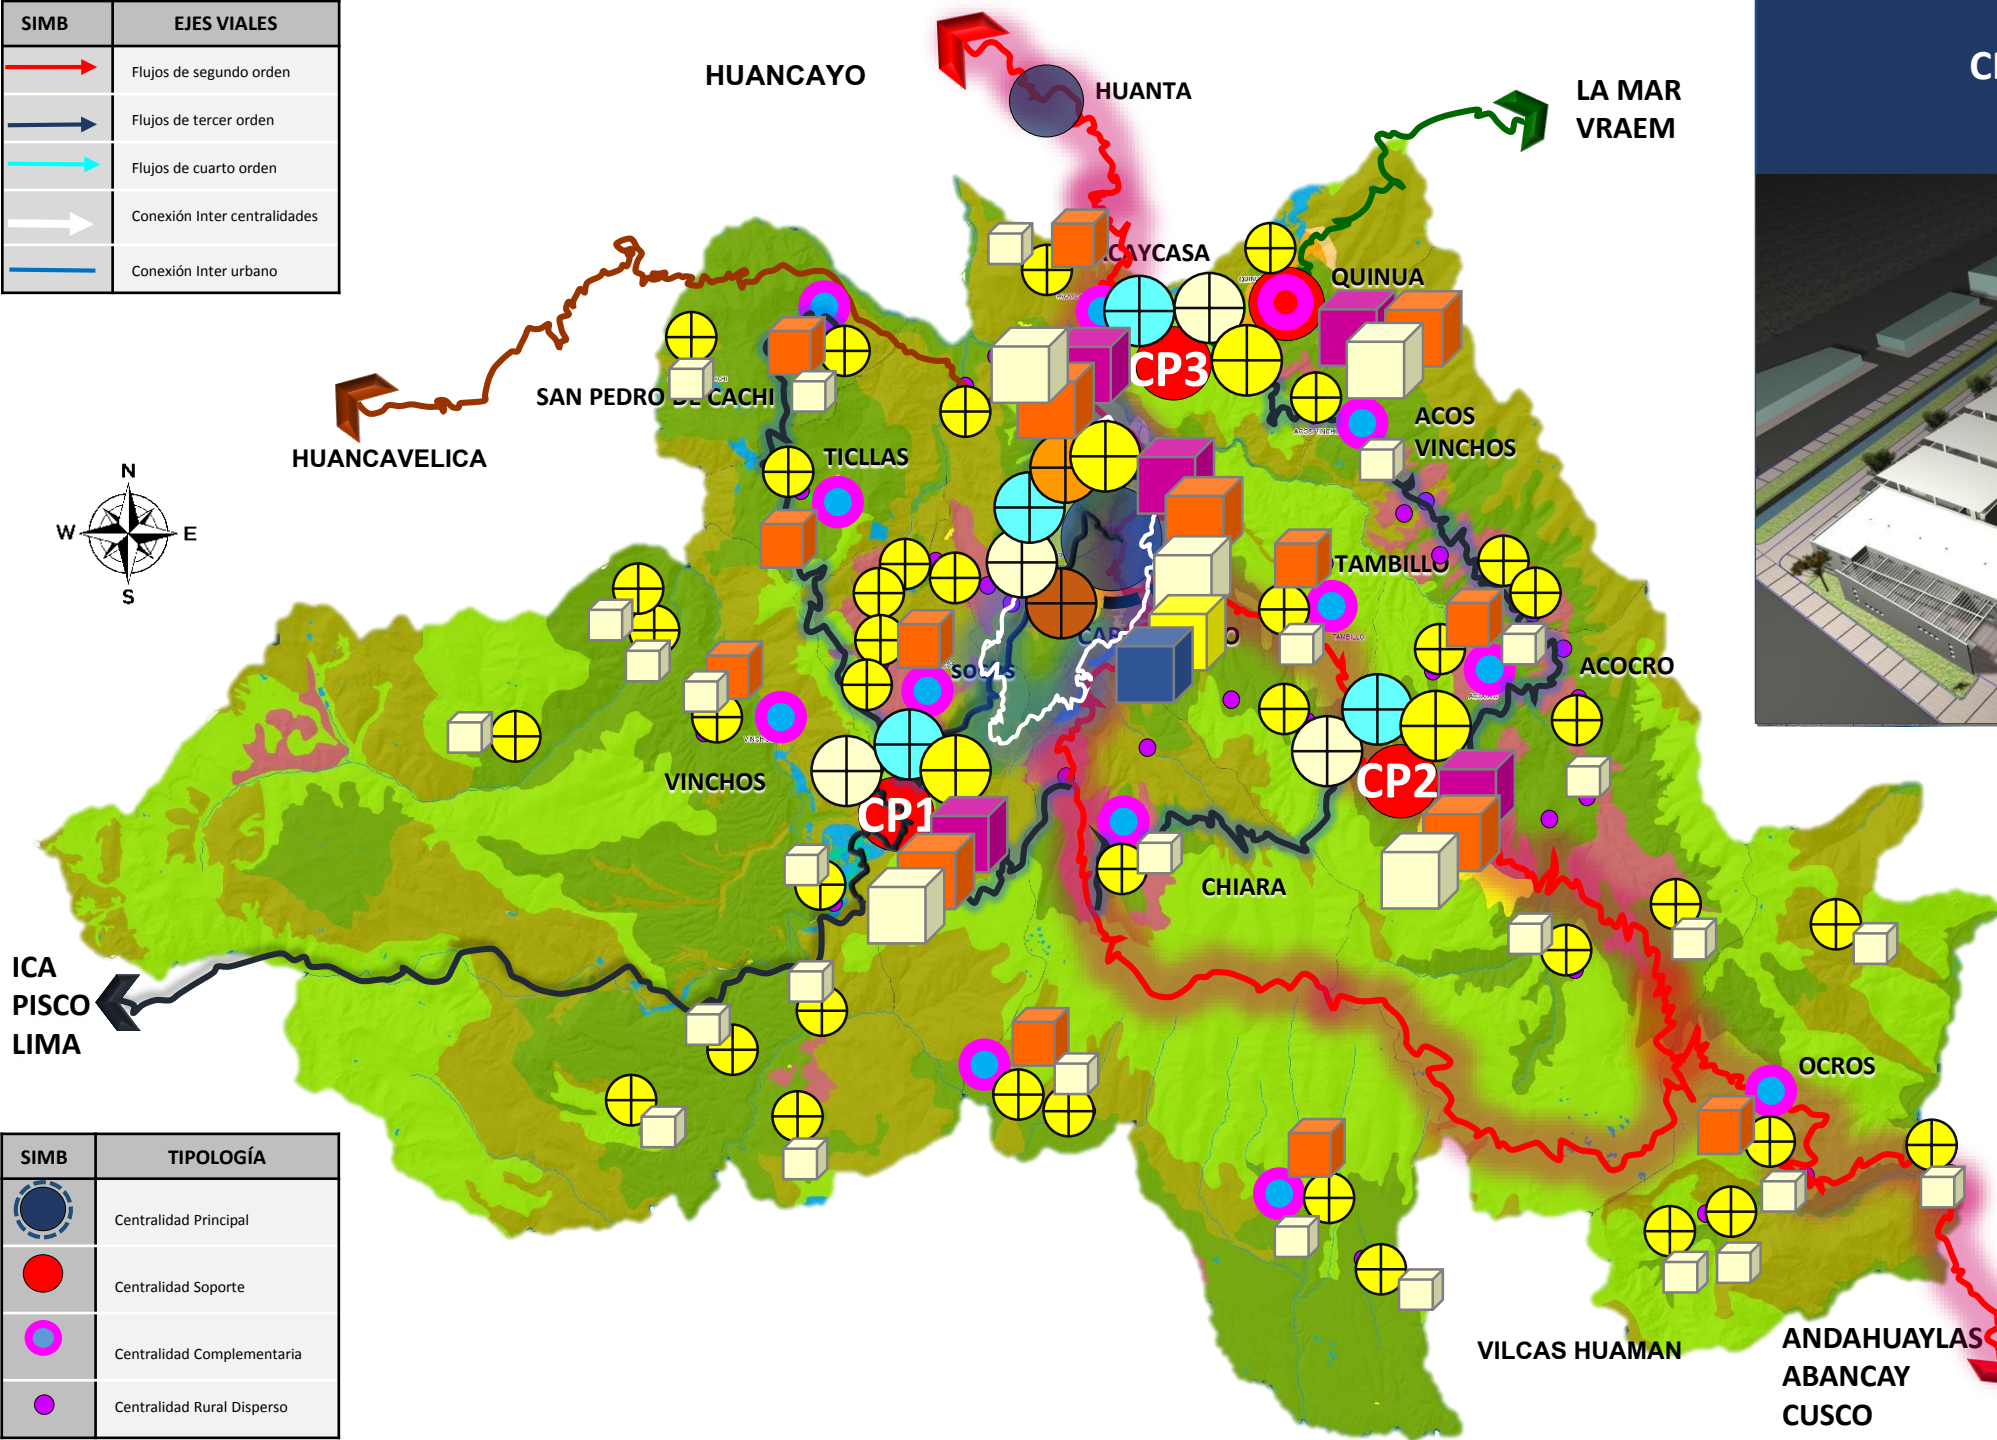 SIMB
EJES VIALES
Flujos de segundo orden
Flujos de tercer orden
Flujos de cuarto orden
Conexión Inter centralidades
Conexión Inter urbano
HUANCAYO
HUANTA
LA MAR
VRAEM
QUINUA
SAN PEDRO DE CACHI
CP3
HUANCAVELICA
TICLLAS
ACOS
VINCHOS
N
W
E
S
TAMBILLO
TAMBILLO
ACOCRO
VINCHOS
CP1
CP2
CHIARA
ICA
PISCO
LIMA
OCROS
SIMB
TIPOLOGÍA
Centralidad Principal
Centralidad Soporte
Centralidad Complementaria
Centralidad Rural Disperso
VILCAS HUAMAN
ANDAHUAYLAS
ABANCAY
CUSCO